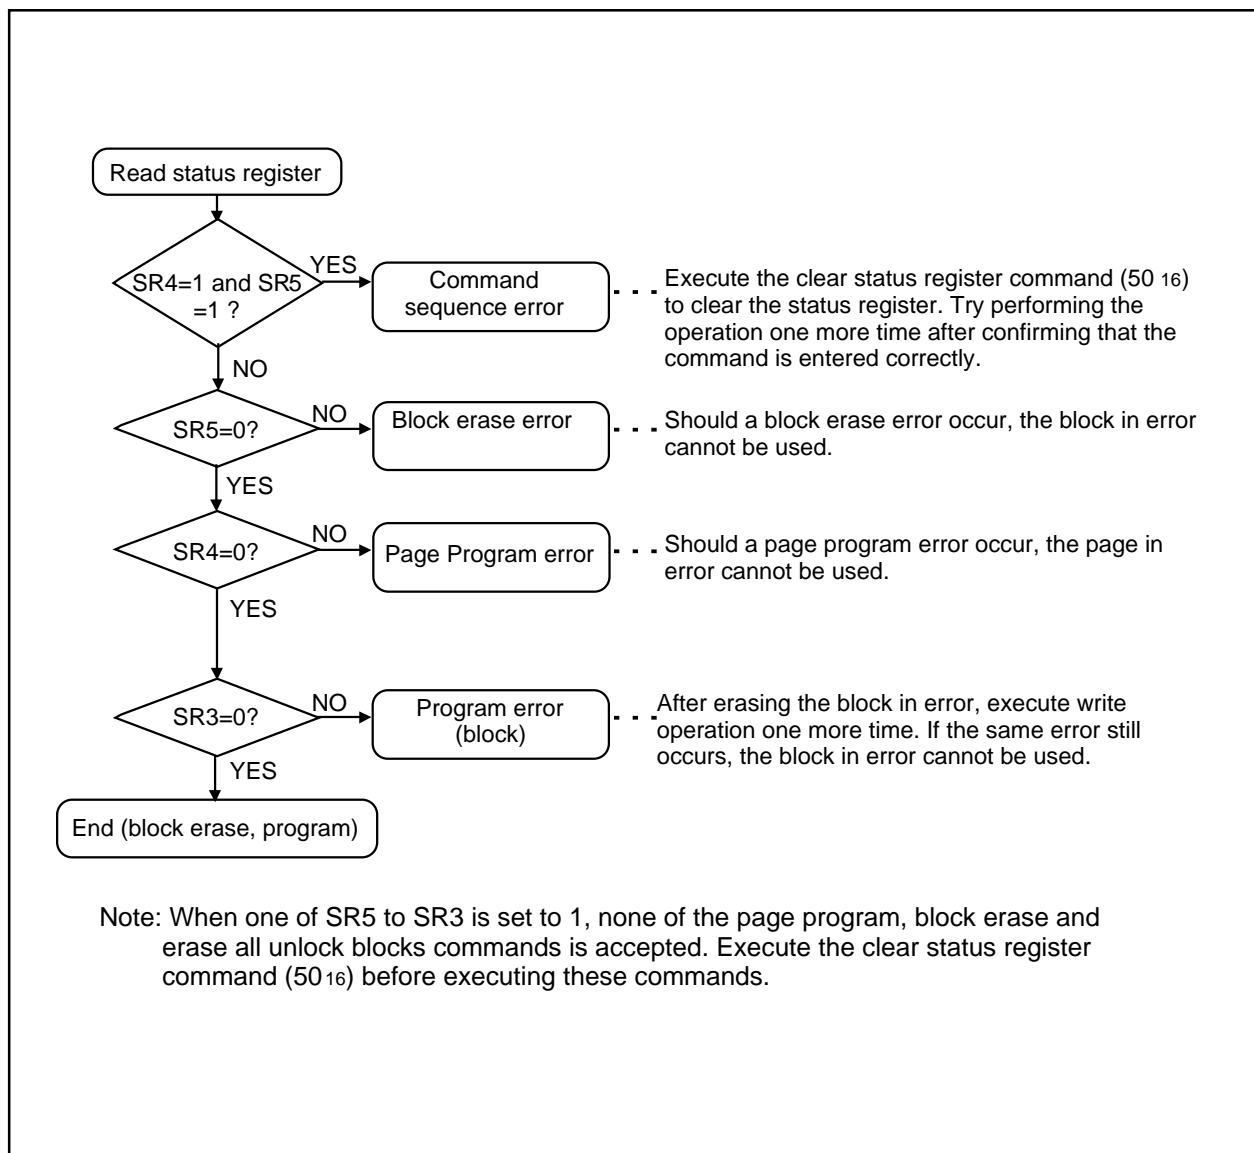 Read status register
SR4=1 and SR5
=1 ?
YES
Command
sequence error
Execute the clear status register command (50 16)
to clear the status register. Try performing the
operation one more time after confirming that the
command is entered correctly.
NO
SR5=0?
NO
Block erase error
Should a block erase error occur, the block in error
cannot be used.
YES
SR4=0?
NO
Page Program error
Should a page program error occur, the page in
error cannot be used.
YES
SR3=0?
NO
Program error
(block)
After erasing the block in error, execute write
operation one more time. If the same error still
occurs, the block in error cannot be used.
YES
End (block erase, program)
Note: When one of SR5 to SR3 is set to 1, none of the page program, block erase and
erase all unlock blocks commands is accepted. Execute the clear status register
command (5016) before executing these commands.